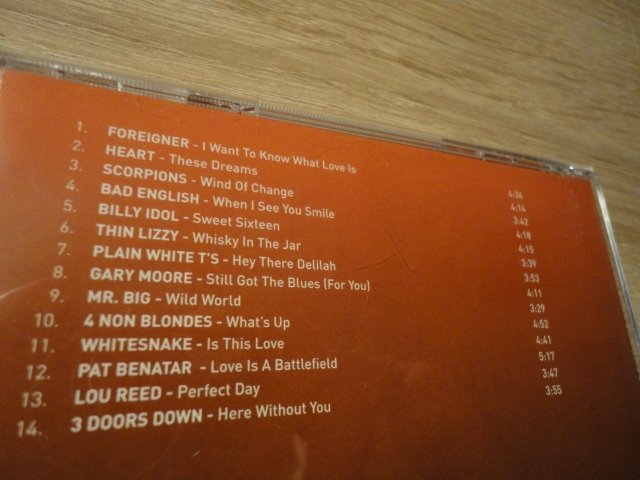 1. FOREIGNER - I Want To Know What Love Is 4:36
2. HEART - These Dreams 4:14
3. SCORPIONS - Wind Of Change 3:42
4. BAD ENGLISH - When I See You Smile 4:18
5. BILLY IDOL - Sweet Sixteen 4:15
6. THIN LIZZY - Whisky In The Jar 3:39
7. PLAIN WHITE T'S - Hey There Delilah 3:53
8. GARY MOORE - Still Got The Blues (For You) 4:11
9. MR. BIG - Wild World 3:29
10. 4 NON BLONDES - What's Up 4:52
11. WHITESNAKE - Is This Love 4:41
12. PAT BENATAR - Love Is A Battlefield 5:17
13. LOU REED - Perfect Day 3:47
14. 3 DOORS DOWN - Here Without You 3:55